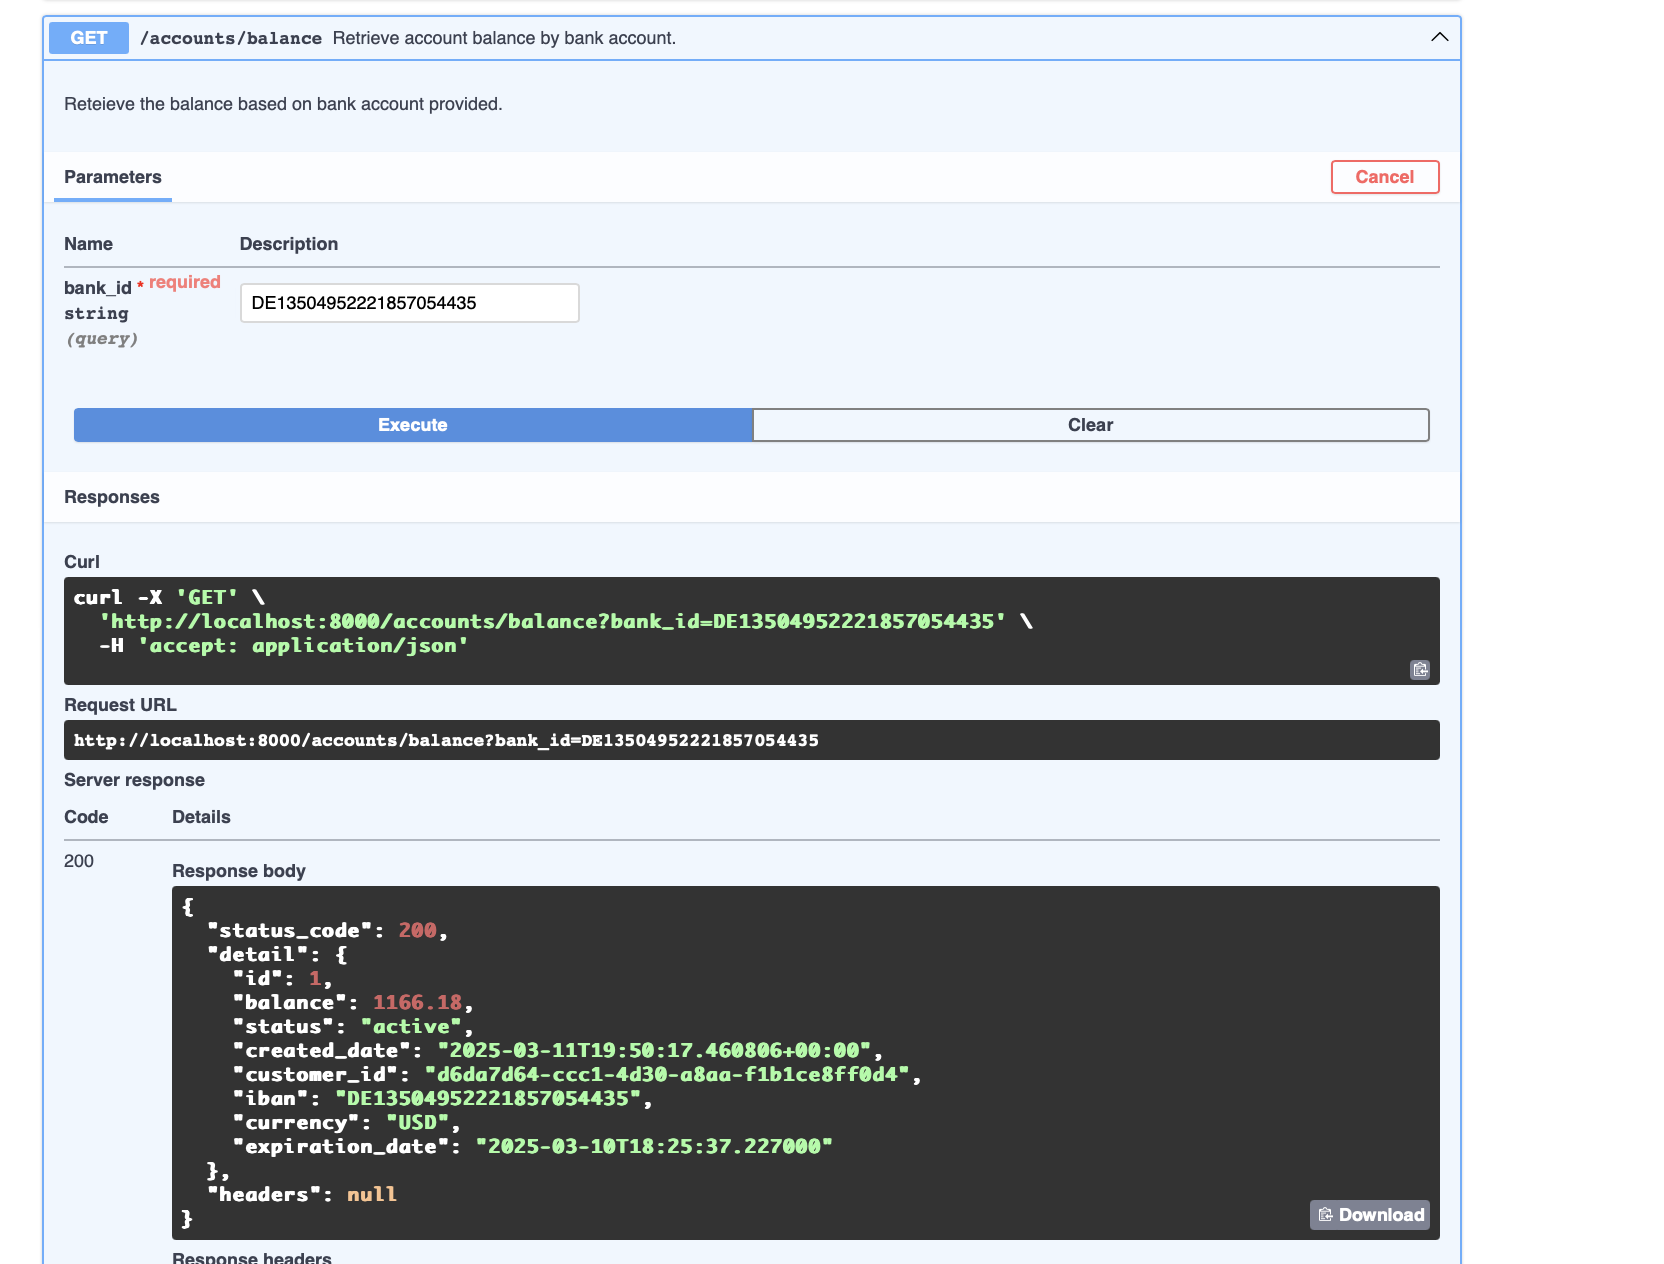 GET /accounts/balance Retrieve account balance by bank account.
Reteieve the balance based on bank account provided.
Parameters
Cancel
Name Description
bank_id * required
string
(query)
DE13504952221857054435
Execute Clear
Responses
Curl
curl -X 'GET' \
  'http://localhost:8000/accounts/balance?bank_id=DE13504952221857054435' \
  -H 'accept: application/json'
Request URL
http://localhost:8000/accounts/balance?bank_id=DE13504952221857054435
Server response
Code Details
200
Response body
{
  "status_code": 200,
  "detail": {
    "id": 1,
    "balance": 1166.18,
    "status": "active",
    "created_date": "2025-03-11T19:50:17.460806+00:00",
    "customer_id": "d6da7d64-ccc1-4d30-a8aa-f1b1ce8ff0d4",
    "iban": "DE13504952221857054435",
    "currency": "USD",
    "expiration_date": "2025-03-10T18:25:37.227000"
  },
  "headers": null
}
Download
Response headers